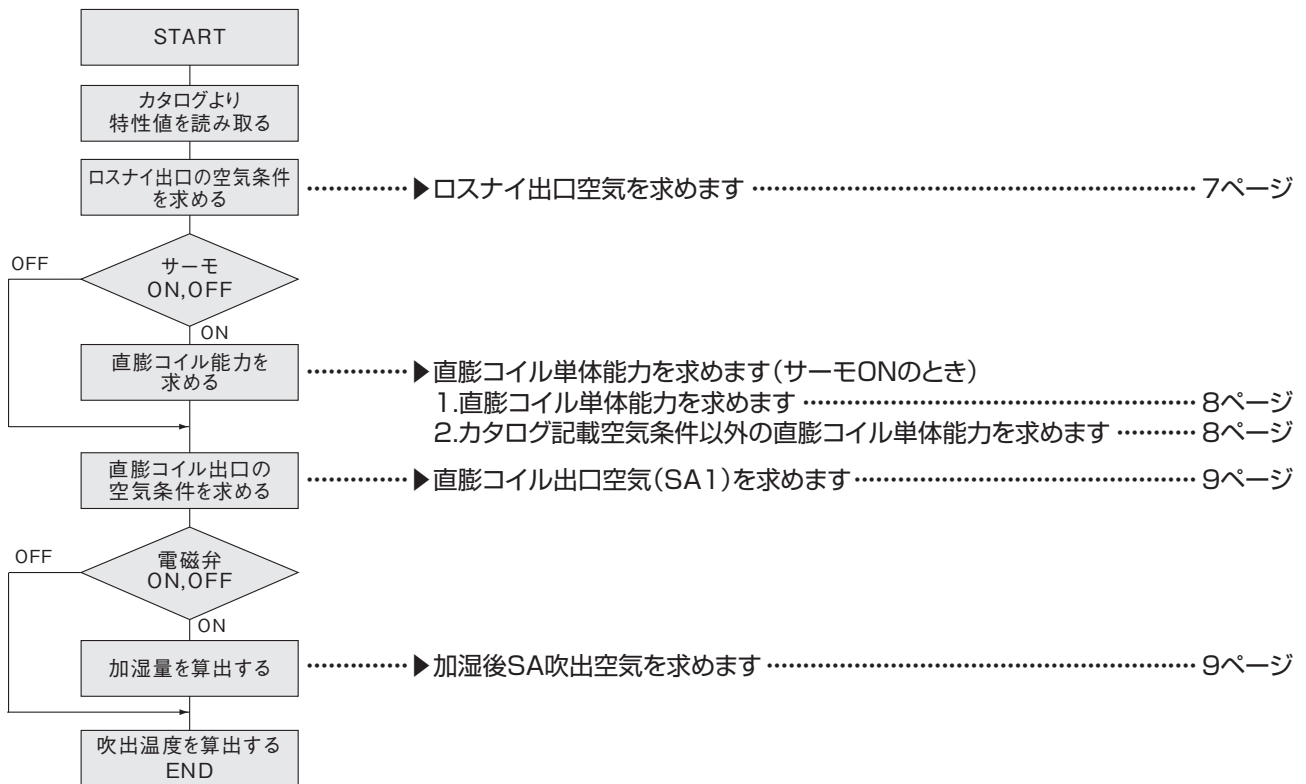 START
カタログより
特性値を読み取る
ロスナイ出口の空気条件
を求める
▶ロスナイ出口空気を求めます 7ページ
サーモ
ON,OFF
OFF
ON
直膨コイル能力を
求める
▶直膨コイル単体能力を求めます(サーモONのとき)
1.直膨コイル単体能力を求めます 8ページ
2.カタログ記載空気条件以外の直膨コイル単体能力を求めます 8ページ
直膨コイル出口の
空気条件を求める
▶直膨コイル出口空気(SA1)を求めます 9ページ
電磁弁
ON,OFF
OFF
ON
加湿量を算出する
▶加湿後SA吹出空気を求めます 9ページ
吹出温度を算出する
END